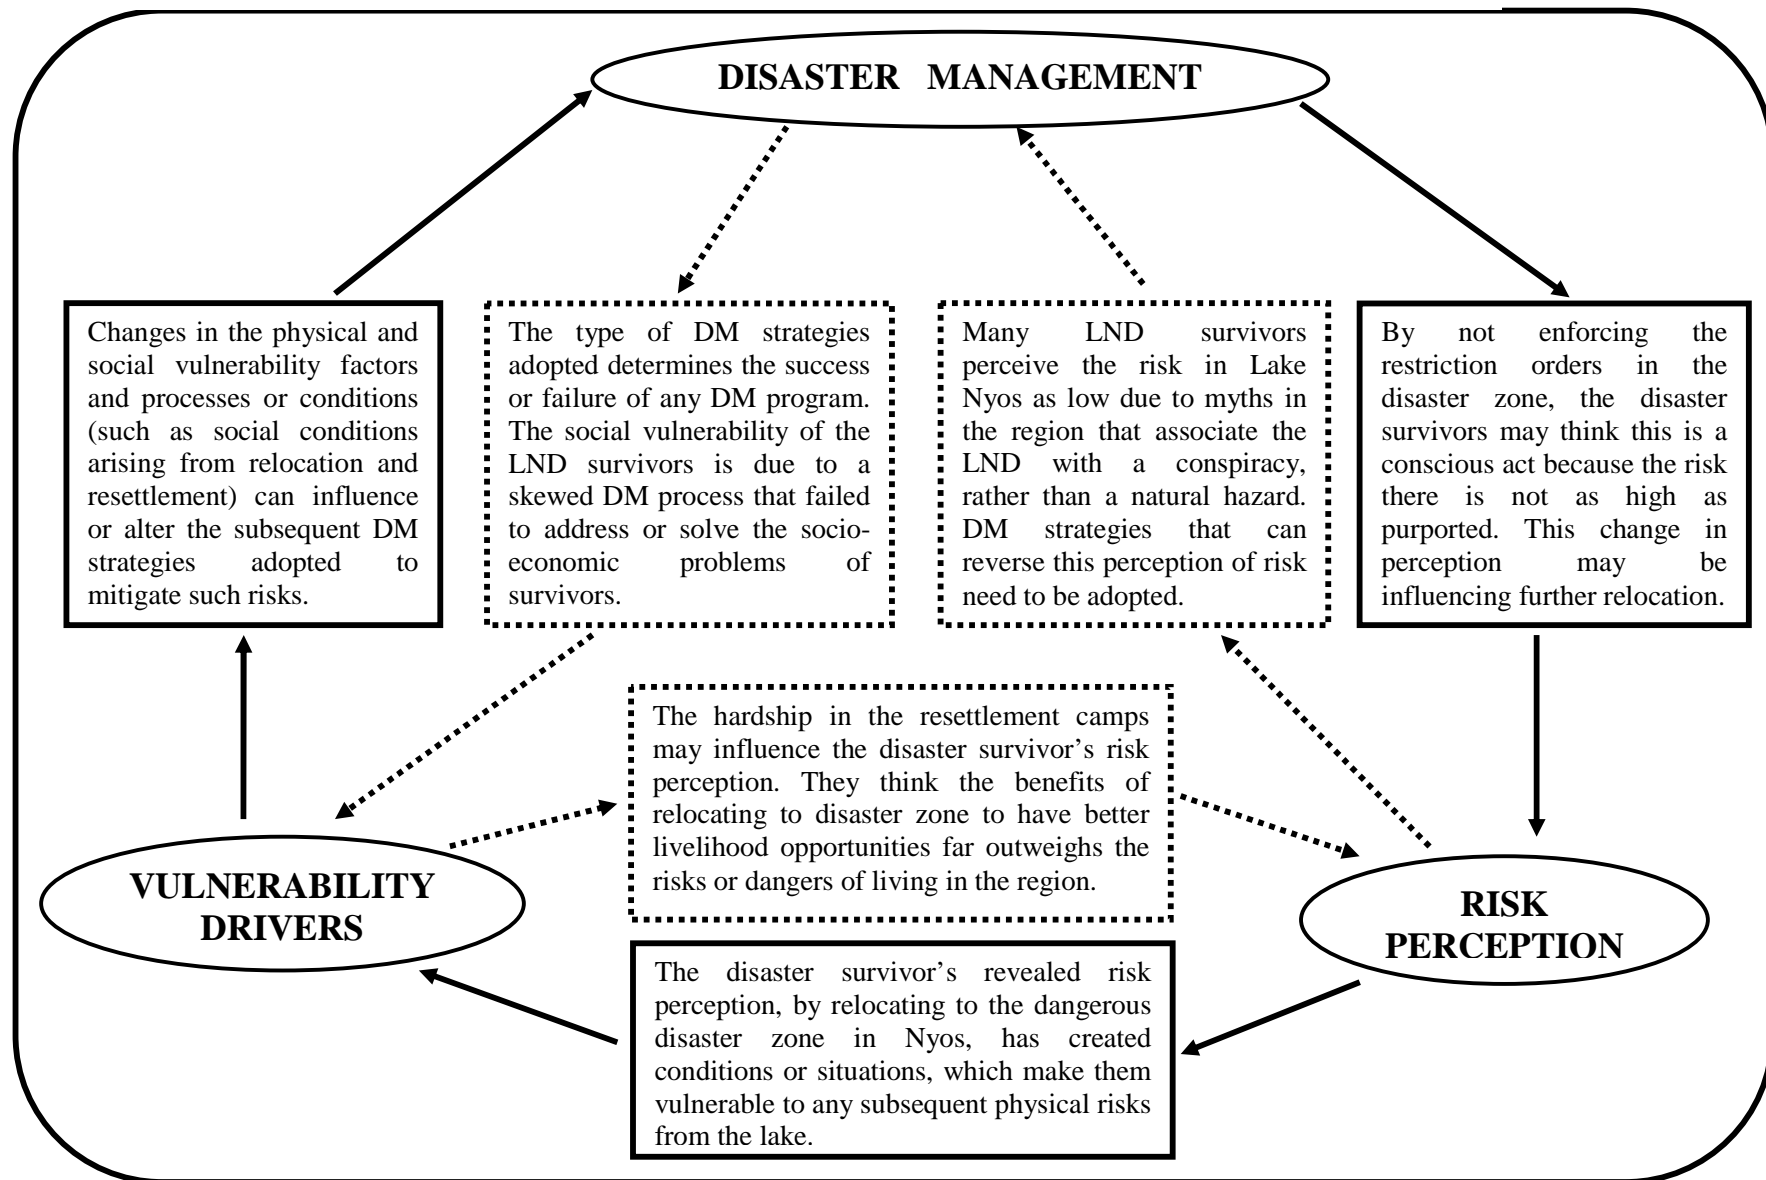 DISASTER MANAGEMENT
Changes in the physical and
social vulnerability factors
and processes or conditions
(such as social conditions
arising from relocation and
resettlement) can influence
or alter the subsequent DM
strategies adopted to
mitigate such risks.
The type of DM strategies
adopted determines the success
or failure of any DM program.
The social vulnerability of the
LND survivors is due to a
skewed DM process that failed
to address or solve the socio-
economic problems of
survivors.
Many LND survivors
perceive the risk in Lake
Nyos as low due to myths in
the region that associate the
LND with a conspiracy,
rather than a natural hazard.
DM strategies that can
reverse this perception of risk
need to be adopted.
By not enforcing the
restriction orders in the
disaster zone, the disaster
survivors may think this is a
conscious act because the risk
there is not as high as
purported. This change in
perception may be
influencing further relocation.
The hardship in the resettlement camps
may influence the disaster survivor’s risk
perception. They think the benefits of
relocating to disaster zone to have better
livelihood opportunities far outweighs the
risks or dangers of living in the region.
VULNERABILITY
DRIVERS
RISK
PERCEPTION
The disaster survivor’s revealed risk
perception, by relocating to the dangerous
disaster zone in Nyos, has created
conditions or situations, which make them
vulnerable to any subsequent physical risks
from the lake.